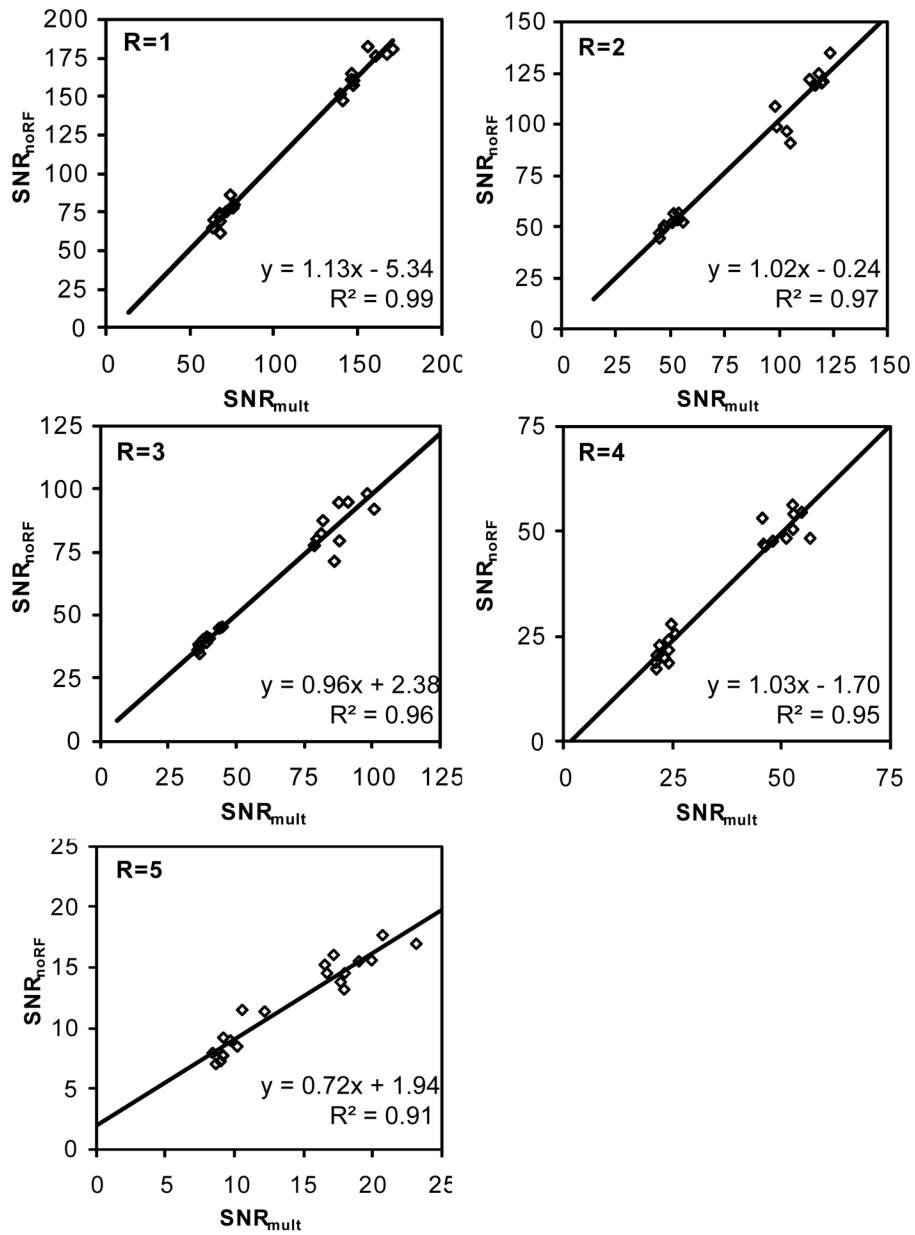 R=1
200
175
150
125
100
75
50
25
0
SNRnoRF
y = 1.13x - 5.34
R² = 0.99
0 50 100 150 200
SNRmult
R=2
150
125
100
75
50
25
0
SNRnoRF
y = 1.02x - 0.24
R² = 0.97
0 25 50 75 100 125 150
SNRmult
R=3
125
100
75
50
25
0
SNRnoRF
y = 0.96x + 2.38
R² = 0.96
0 25 50 75 100 125
SNRmult
R=4
75
50
25
0
SNRnoRF
y = 1.03x - 1.70
R² = 0.95
0 25 50 75
SNRmult
R=5
25
20
15
10
5
0
SNRnoRF
y = 0.72x + 1.94
R² = 0.91
0 5 10 15 20 25
SNRmult